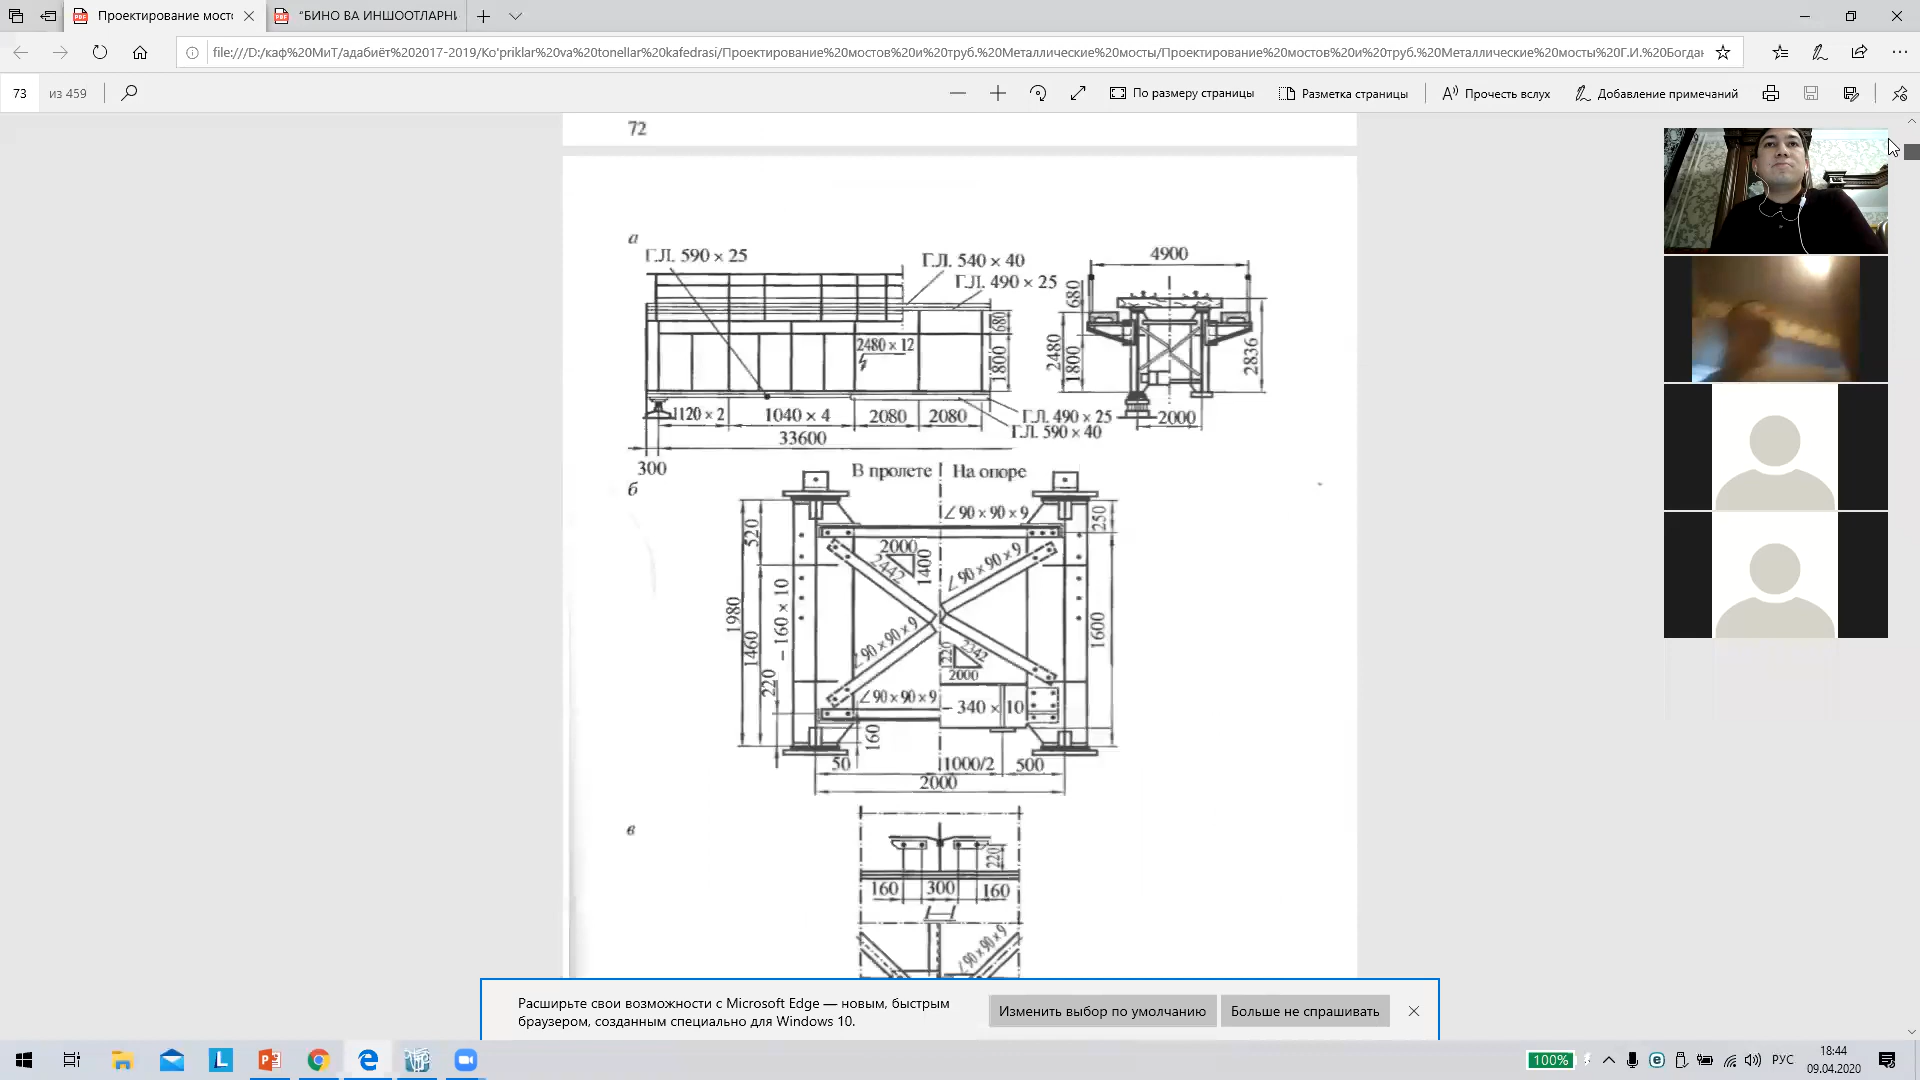 Проектирование мосто
"БИНО ВА ИНШООТЛАРНИ
file:///D:/каф%20МиТ/адабиёт%202017-2019/Ko'priklar%20va%20tonellar%20kafedrasi/Проектирование%20мостов%20и%20труб.%20Металлические%20мосты/Проектирование%20мостов%20и%20труб.%20Металлические%20мосты%20Г.И.%20Богдан
73 из 459
По размеру страницы
Разметка страницы
Прочесть вслух
Добавление примечаний
72
а
Г.Л. 590 × 25
Г.Л. 540 × 40
Г.Л. 490 × 25
4900
680
680
2480 × 12
1800
2480
1800
2836
1120 × 2
1040 × 4
2080
2080
Г.Л. 490 × 25
Г.Л. 590 × 40
2000
33600
300
В пролете На опоре
б
∠ 90 × 90 × 9
250
520
2000
2442
1400
∠ 90 × 90 × 9
1980
1460
– 160 × 10
220
∠ 90 × 90 × 9
220
2342
2000
1600
∠ 90 × 90 × 9
– 340 × 10
160
50
1000/2
500
2000
в
220
160
300
160
∠ 90 × 90 × 9
Расширьте свои возможности с Microsoft Edge — новым, быстрым
браузером, созданным специально для Windows 10.
Изменить выбор по умолчанию
Больше не спрашивать
100%
РУС
18:44
09.04.2020